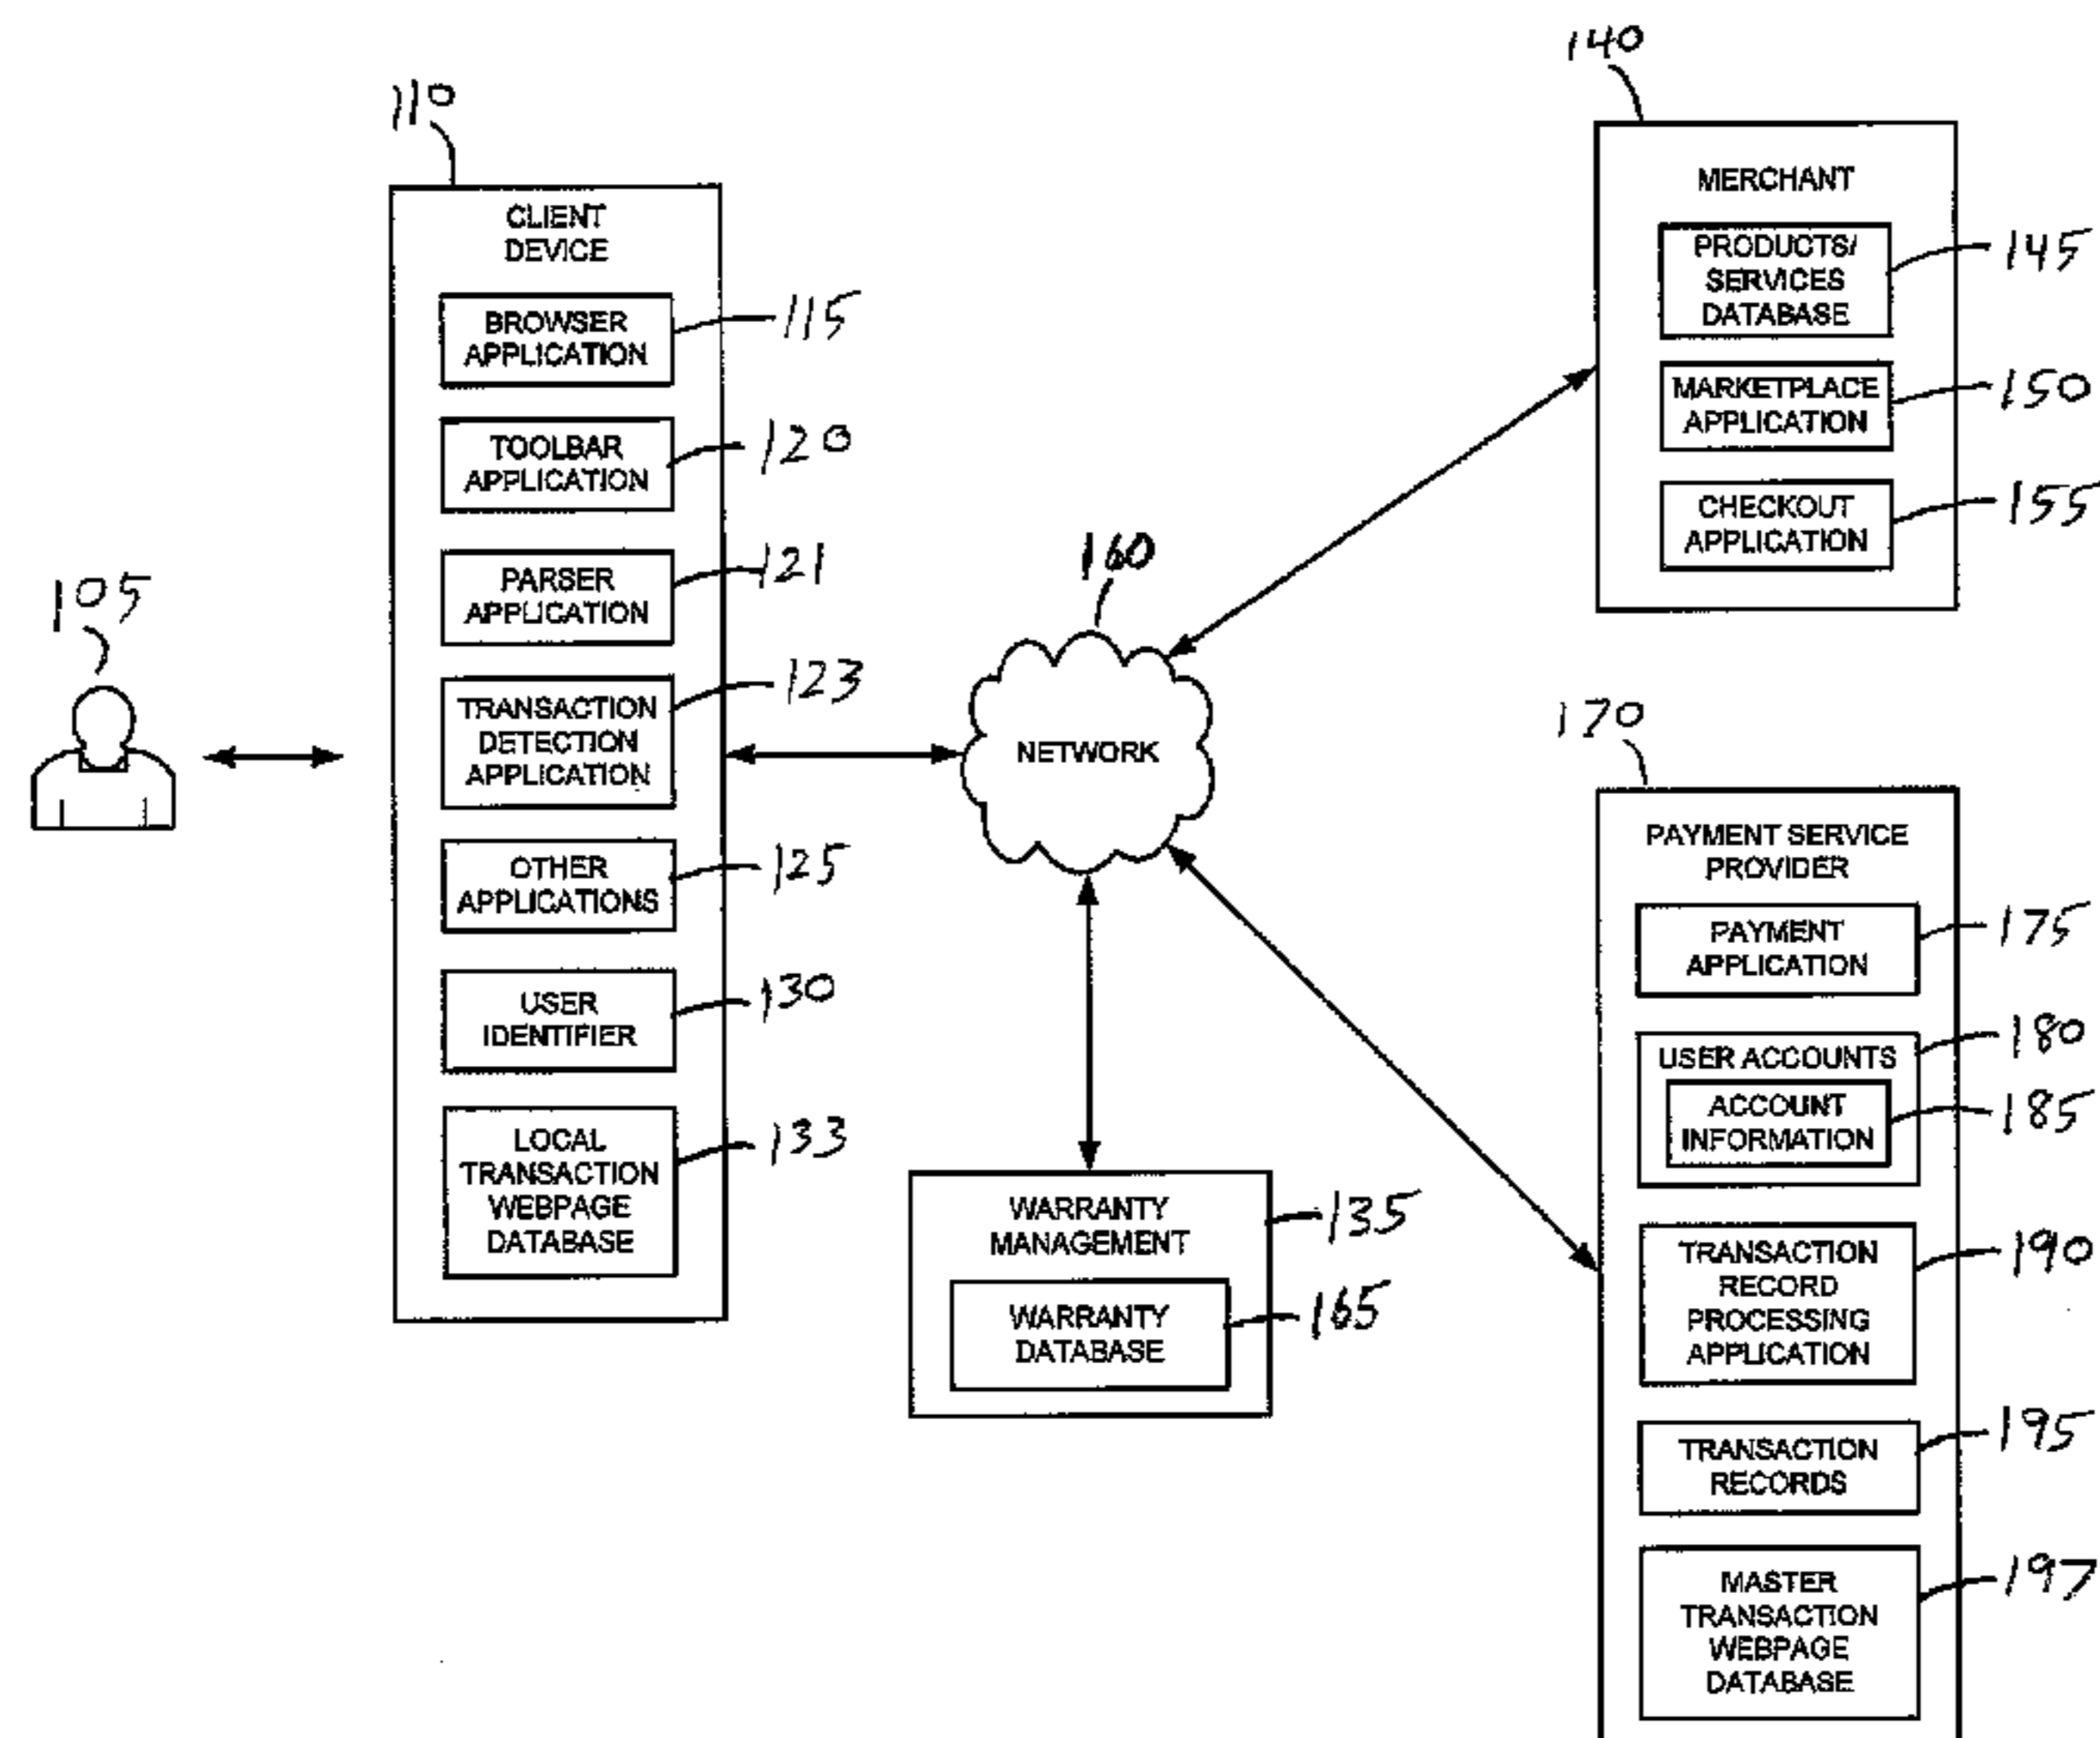 105
110
CLIENT
DEVICE
BROWSER
APPLICATION
115
TOOLBAR
APPLICATION
120
PARSER
APPLICATION
121
TRANSACTION
DETECTION
APPLICATION
123
OTHER
APPLICATIONS
125
USER
IDENTIFIER
130
LOCAL
TRANSACTION
WEBPAGE
DATABASE
133
160
NETWORK
WARRANTY
MANAGEMENT
135
WARRANTY
DATABASE
165
140
MERCHANT
PRODUCTS/
SERVICES
DATABASE
145
MARKETPLACE
APPLICATION
150
CHECKOUT
APPLICATION
155
170
PAYMENT SERVICE
PROVIDER
PAYMENT
APPLICATION
175
USER ACCOUNTS
180
ACCOUNT
INFORMATION
185
TRANSACTION
RECORD
PROCESSING
APPLICATION
190
TRANSACTION
RECORDS
195
MASTER
TRANSACTION
WEBPAGE
DATABASE
197